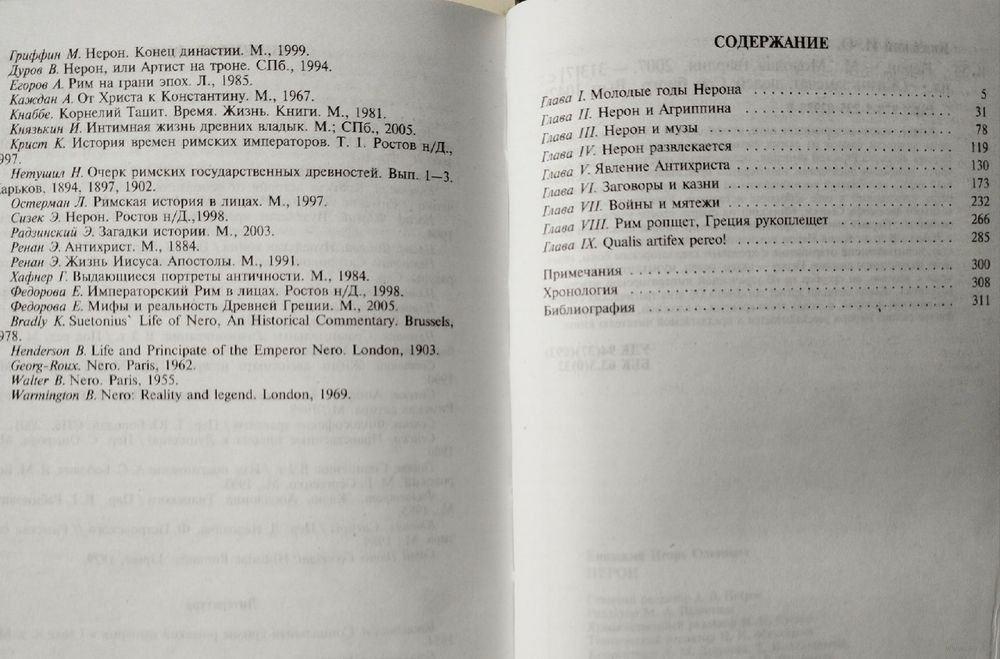 Гриффин М. Нерон. Конец династии. М., 1999.
Дуров В. Нерон, или Артист на троне. СПб., 1994.
Егоров А. Рим на грани эпох. Л., 1985.
Каждан А. От Христа к Константину. М., 1967.
Кнаббе. Корнелий Тацит. Время. Жизнь. Книги. М., 1981.
Князькин И. Интимная жизнь древних владык. М.; СПб., 2005.
Крист К. История времен римских императоров. Т. 1. Ростов н/Д.,
997.
Нетушил Н. Очерк римских государственных древностей. Вып. 1—3.
арьков, 1894, 1897, 1902.
Остерман Л. Римская история в лицах. М., 1997.
Сизек Э. Нерон. Ростов н/Д.,1998.
Радзинский Э. Загадки истории. М., 2003.
Ренан Э. Антихрист. М., 1884.
Ренан Э. Жизнь Иисуса. Апостолы. М., 1991.
Хафнер Г. Выдающиеся портреты античности. М., 1984.
Федорова Е. Императорский Рим в лицах. Ростов н/Д., 1998.
Федорова Е. Мифы и реальность Древней Греции. М., 2005.
Bradly K. Suetonius` Life of Nero. An Historical Commentary. Brussels,
978.
Henderson B. Life and Principate of the Emperor Nero. London, 1903.
Georg-Roux. Nero. Paris, 1962.
Walter B. Nero. Paris, 1955.
Warmington B. Nero: Reality and legend. London, 1969.
СОДЕРЖАНИЕ
Глава I. Молодые годы Нерона . . . . . . . . . . . . . . . . . . . . 5
Глава II. Нерон и Агриппина . . . . . . . . . . . . . . . . . . . . 31
Глава III. Нерон и музы . . . . . . . . . . . . . . . . . . . . 78
Глава IV. Нерон развлекается . . . . . . . . . . . . . . . . . . . . 119
Глава V. Явление Антихриста . . . . . . . . . . . . . . . . . . . . 130
Глава VI. Заговоры и казни . . . . . . . . . . . . . . . . . . . . 173
Глава VII. Войны и мятежи . . . . . . . . . . . . . . . . . . . . 232
Глава VIII. Рим ропщет, Греция рукоплещет . . . . . . . . . . . . 266
Глава IX. Qualis artifex pereo! . . . . . . . . . . . . . . . . . . . . 285
Примечания . . . . . . . . . . . . . . . . . . . . 300
Хронология . . . . . . . . . . . . . . . . . . . . 308
Библиография . . . . . . . . . . . . . . . . . . . . 311